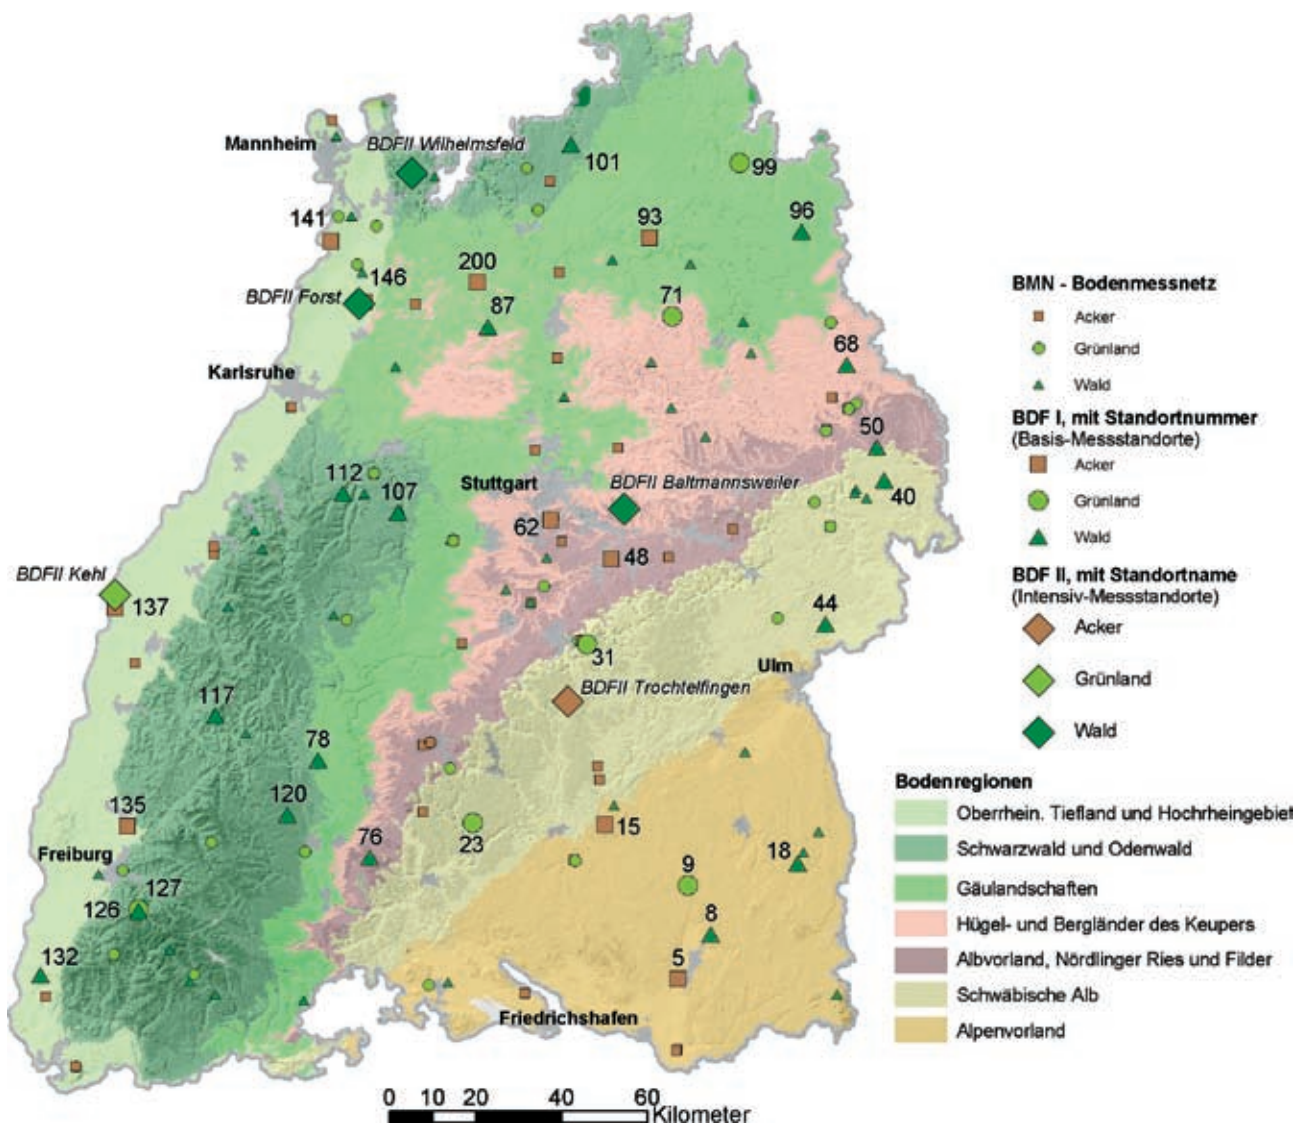 Mannheim
BDFII Wilhelmsfeld
101
99
141
93
96
146
200
BDFII Forst
87
71
68
Karlsruhe
50
112
107
Stuttgart
BDFII Baltmannsweiler
40
62
48
BDFII Kehl
137
44
31
Ulm
BDFII Trochtelfingen
117
78
120
135
76
23
15
18
Freiburg
9
127
126
8
132
5
Friedrichshafen
0 10 20 40 60
Kilometer
BMN - Bodenmessnetz
Acker
Grünland
Wald
BDF I, mit Standortnummer
(Basis-Messstandorte)
Acker
Grünland
Wald
BDF II, mit Standortname
(Intensiv-Messstandorte)
Acker
Grünland
Wald
Bodenregionen
Oberrhein. Tiefland und Hochrheingebiet
Schwarzwald und Odenwald
Gäulandschaften
Hügel- und Bergländer des Keupers
Albvorland, Nördlinger Ries und Filder
Schwäbische Alb
Alpenvorland